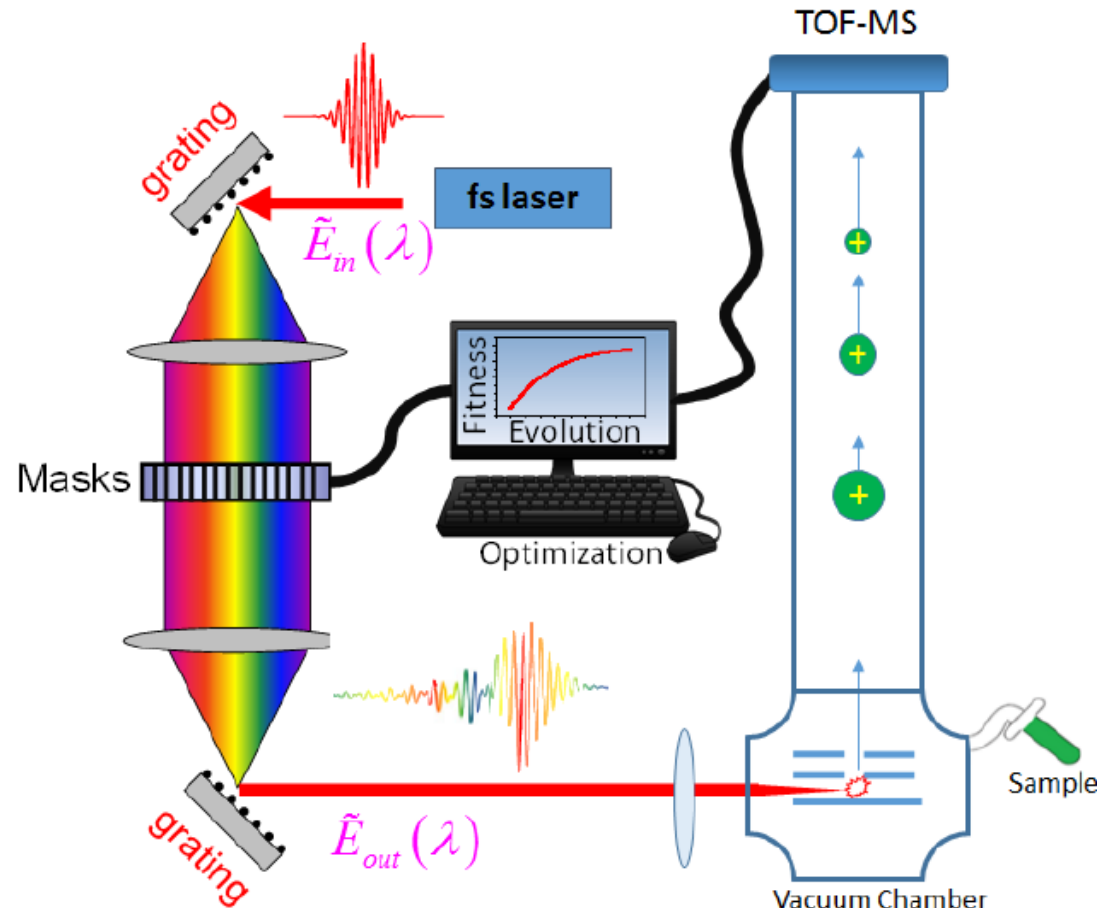 TOF-MS
grating
fs laser
Ẽin(λ)
Fitness
Evolution
Masks
Optimization
Sample
Ẽout(λ)
grating
Vacuum Chamber
+
+
+